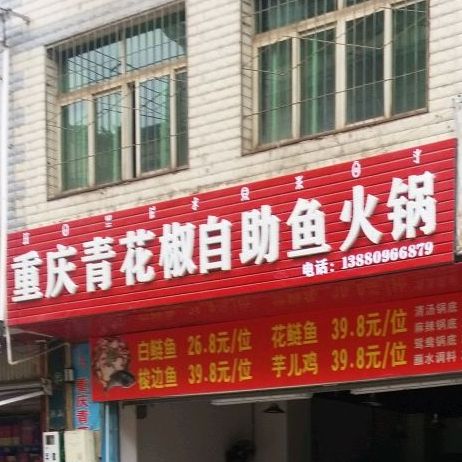 重庆青花椒自助鱼火锅
电话：13880966879
白鲢鱼 26.8元/位 花鲢鱼 39.8元/位
梭边鱼 39.8元/位 芋儿鸡 39.8元/位
清汤锅底
麻辣锅底
鸳鸯锅底
蘸水调料